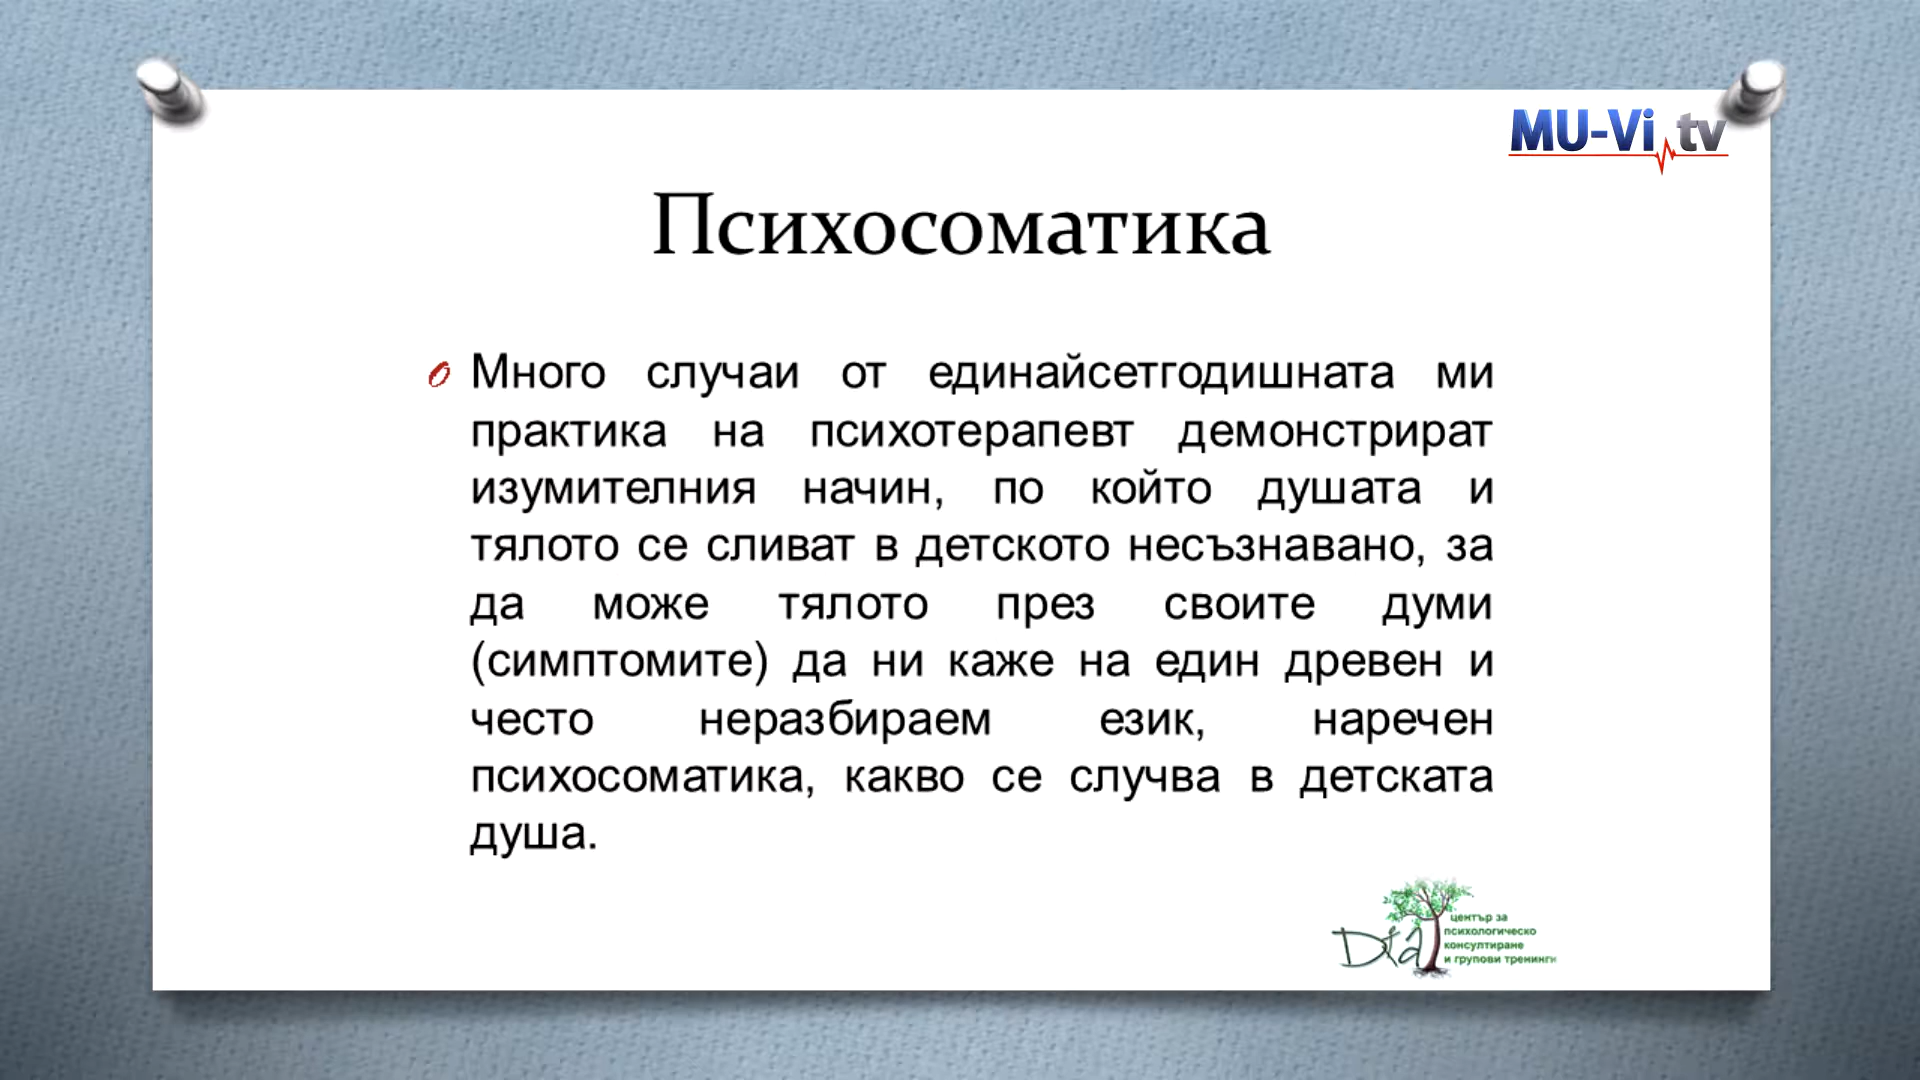 MU-Vi tv
Психосоматика
Много случаи от единайсетгодишната ми
практика на психотерапевт демонстрират
изумителния начин, по който душата и
тялото се сливат в детското несъзнавано, за
да може тялото през своите думи
(симптомите) да ни каже на един древен и
често неразбираем език, наречен
психосоматика, какво се случва в детската
душа.
Dia
център за
психологическо
консултиране
и групови тренинги